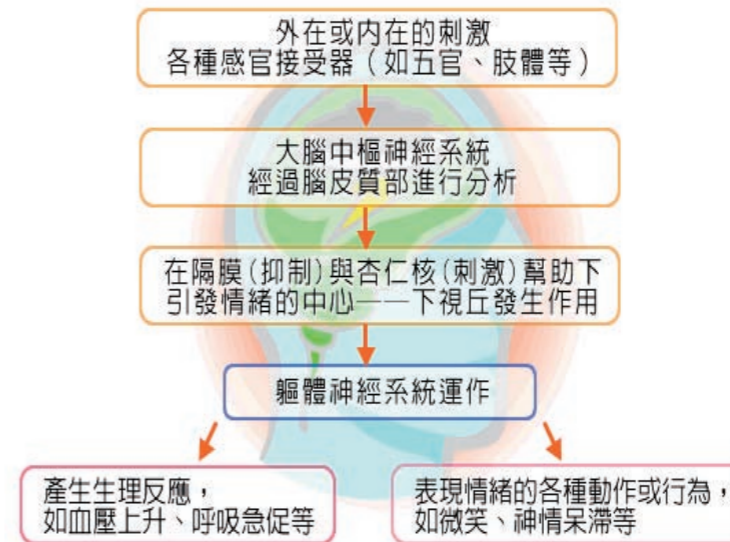 外在或內在的刺激
各種感官接受器（如五官、肢體等）
大腦中樞神經系統
經過腦皮質部進行分析
在隔膜(抑制)與杏仁核(刺激)幫助下
引發情緒的中心──下視丘發生作用
軀體神經系統運作
產生生理反應，
如血壓上升、呼吸急促等
表現情緒的各種動作或行為，
如微笑、神情呆滯等